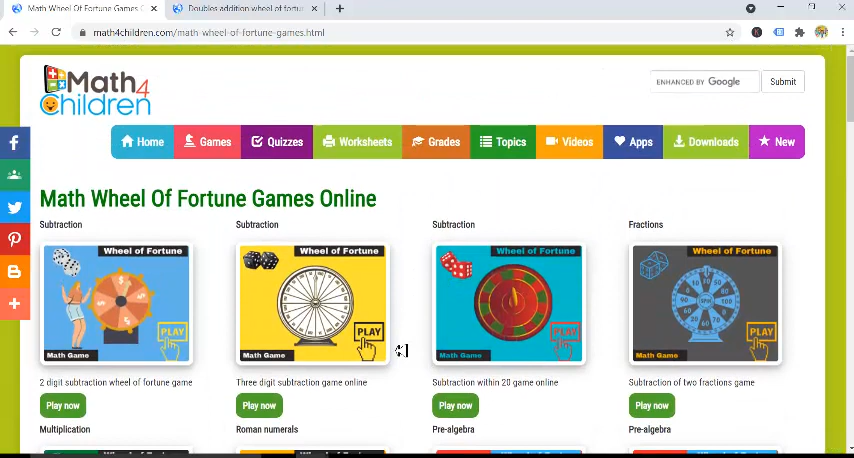 Math Wheel Of Fortune Games O
Doubles addition wheel of fortun
math4children.com/math-wheel-of-fortune-games.html
Math4
Children
ENHANCED BY Google
Submit
Home Games Quizzes Worksheets Grades Topics Videos Apps Downloads New
Math Wheel Of Fortune Games Online
Subtraction Subtraction Subtraction Fractions
Wheel of Fortune Wheel of Fortune Wheel of Fortune Wheel of Fortune
PLAY PLAY PLAY PLAY
Math Game Math Game Math Game Math Game
2 digit subtraction wheel of fortune game Three digit subtraction game online Subtraction within 20 game online Subtraction of two fractions game
Play now Play now Play now Play now
Multiplication Roman numerals Pre-algebra Pre-algebra